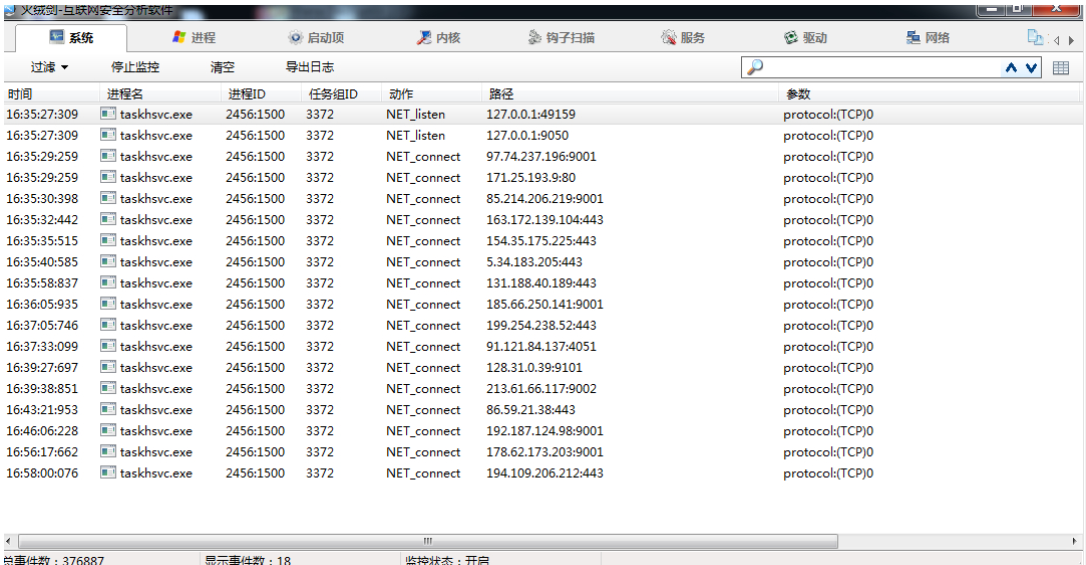 火绒剑-互联网安全分析软件
系统 进程 启动项 内核 钩子扫描 服务 驱动 网络
过滤 停止监控 清空 导出日志
时间 进程名 进程ID 任务组ID 动作 路径 参数
16:35:27:309 taskhsvc.exe 2456:1500 3372 NET_listen 127.0.0.1:49159 protocol:(TCP)0
16:35:27:309 taskhsvc.exe 2456:1500 3372 NET_listen 127.0.0.1:9050 protocol:(TCP)0
16:35:29:259 taskhsvc.exe 2456:1500 3372 NET_connect 97.74.237.196:9001 protocol:(TCP)0
16:35:29:259 taskhsvc.exe 2456:1500 3372 NET_connect 171.25.193.9:80 protocol:(TCP)0
16:35:30:398 taskhsvc.exe 2456:1500 3372 NET_connect 85.214.206.219:9001 protocol:(TCP)0
16:35:32:442 taskhsvc.exe 2456:1500 3372 NET_connect 163.172.139.104:443 protocol:(TCP)0
16:35:35:515 taskhsvc.exe 2456:1500 3372 NET_connect 154.35.175.225:443 protocol:(TCP)0
16:35:40:585 taskhsvc.exe 2456:1500 3372 NET_connect 5.34.183.205:443 protocol:(TCP)0
16:35:58:837 taskhsvc.exe 2456:1500 3372 NET_connect 131.188.40.189:443 protocol:(TCP)0
16:36:05:935 taskhsvc.exe 2456:1500 3372 NET_connect 185.66.250.141:9001 protocol:(TCP)0
16:37:05:746 taskhsvc.exe 2456:1500 3372 NET_connect 199.254.238.52:443 protocol:(TCP)0
16:37:33:099 taskhsvc.exe 2456:1500 3372 NET_connect 91.121.84.137:4051 protocol:(TCP)0
16:39:27:697 taskhsvc.exe 2456:1500 3372 NET_connect 128.31.0.39:9101 protocol:(TCP)0
16:39:38:851 taskhsvc.exe 2456:1500 3372 NET_connect 213.61.66.117:9002 protocol:(TCP)0
16:43:21:953 taskhsvc.exe 2456:1500 3372 NET_connect 86.59.21.38:443 protocol:(TCP)0
16:46:06:228 taskhsvc.exe 2456:1500 3372 NET_connect 192.187.124.98:9001 protocol:(TCP)0
16:56:17:662 taskhsvc.exe 2456:1500 3372 NET_connect 178.62.173.203:9001 protocol:(TCP)0
16:58:00:076 taskhsvc.exe 2456:1500 3372 NET_connect 194.109.206.212:443 protocol:(TCP)0
总事件数：376887 显示事件数：18 监控状态：开启